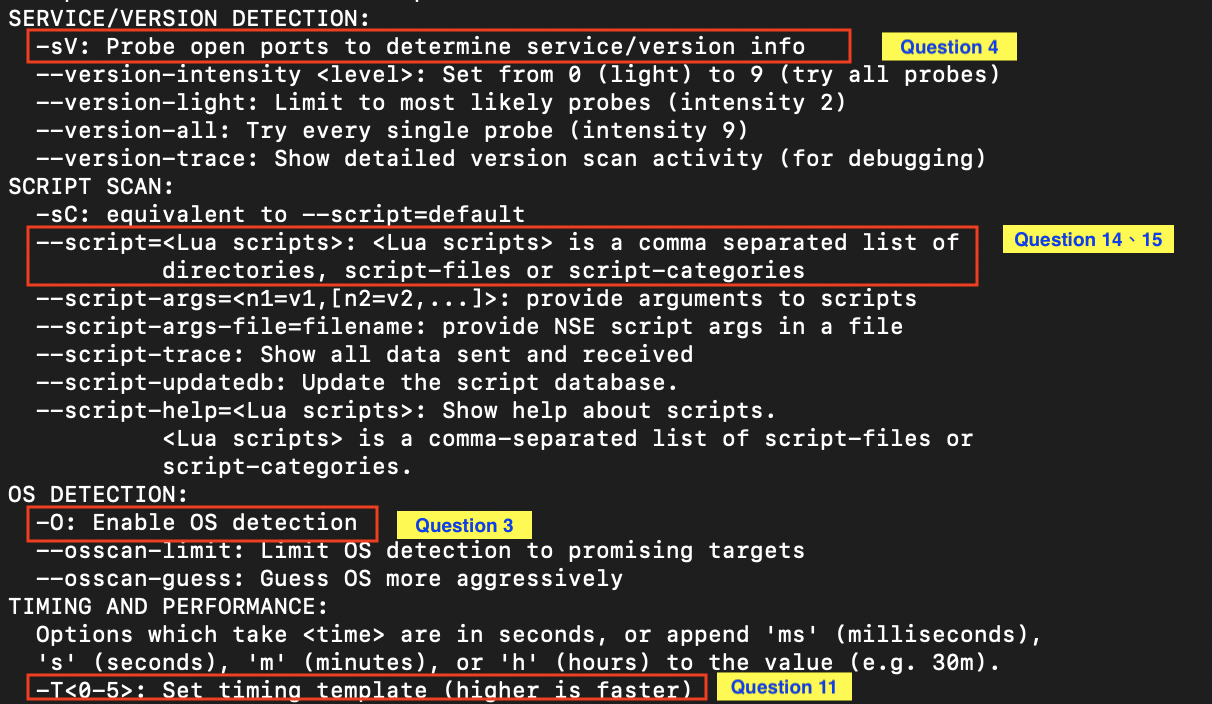 SERVICE/VERSION DETECTION:
-sV: Probe open ports to determine service/version info
Question 4
--version-intensity <level>: Set from 0 (light) to 9 (try all probes)
--version-light: Limit to most likely probes (intensity 2)
--version-all: Try every single probe (intensity 9)
--version-trace: Show detailed version scan activity (for debugging)
SCRIPT SCAN:
-sC: equivalent to --script=default
--script=<Lua scripts>: <Lua scripts> is a comma separated list of
directories, script-files or script-categories
Question 14、15
--script-args=<n1=v1,[n2=v2,...]>: provide arguments to scripts
--script-args-file=filename: provide NSE script args in a file
--script-trace: Show all data sent and received
--script-updatedb: Update the script database.
--script-help=<Lua scripts>: Show help about scripts.
<Lua scripts> is a comma-separated list of script-files or
script-categories.
OS DETECTION:
-O: Enable OS detection
Question 3
--osscan-limit: Limit OS detection to promising targets
--osscan-guess: Guess OS more aggressively
TIMING AND PERFORMANCE:
Options which take <time> are in seconds, or append 'ms' (milliseconds),
's' (seconds), 'm' (minutes), or 'h' (hours) to the value (e.g. 30m).
-T<0-5>: Set timing template (higher is faster)
Question 11